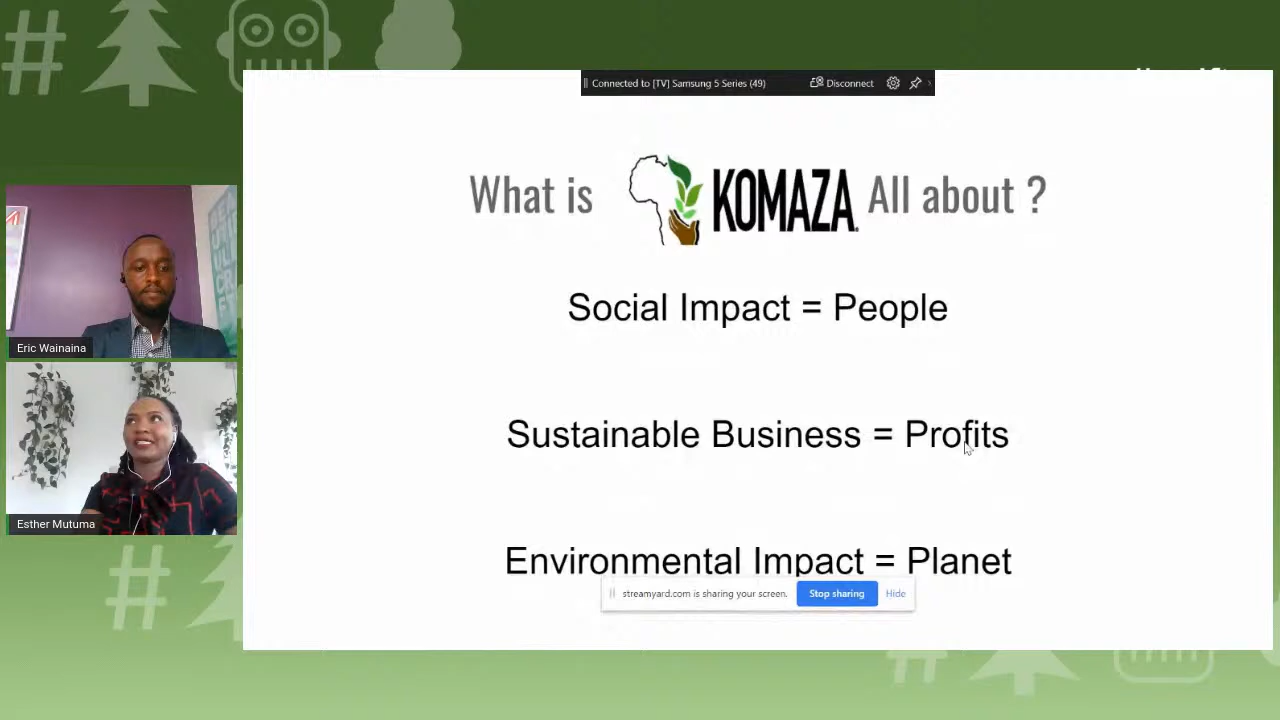 Connected to [TV] Samsung 5 Series (49)
Disconnect
What is KOMAZA All about ?
Social Impact = People
Sustainable Business = Profits
Environmental Impact = Planet
streamyard.com is sharing your screen.
Stop sharing
Hide
Eric Wainaina
Esther Mutuma
#
#
#